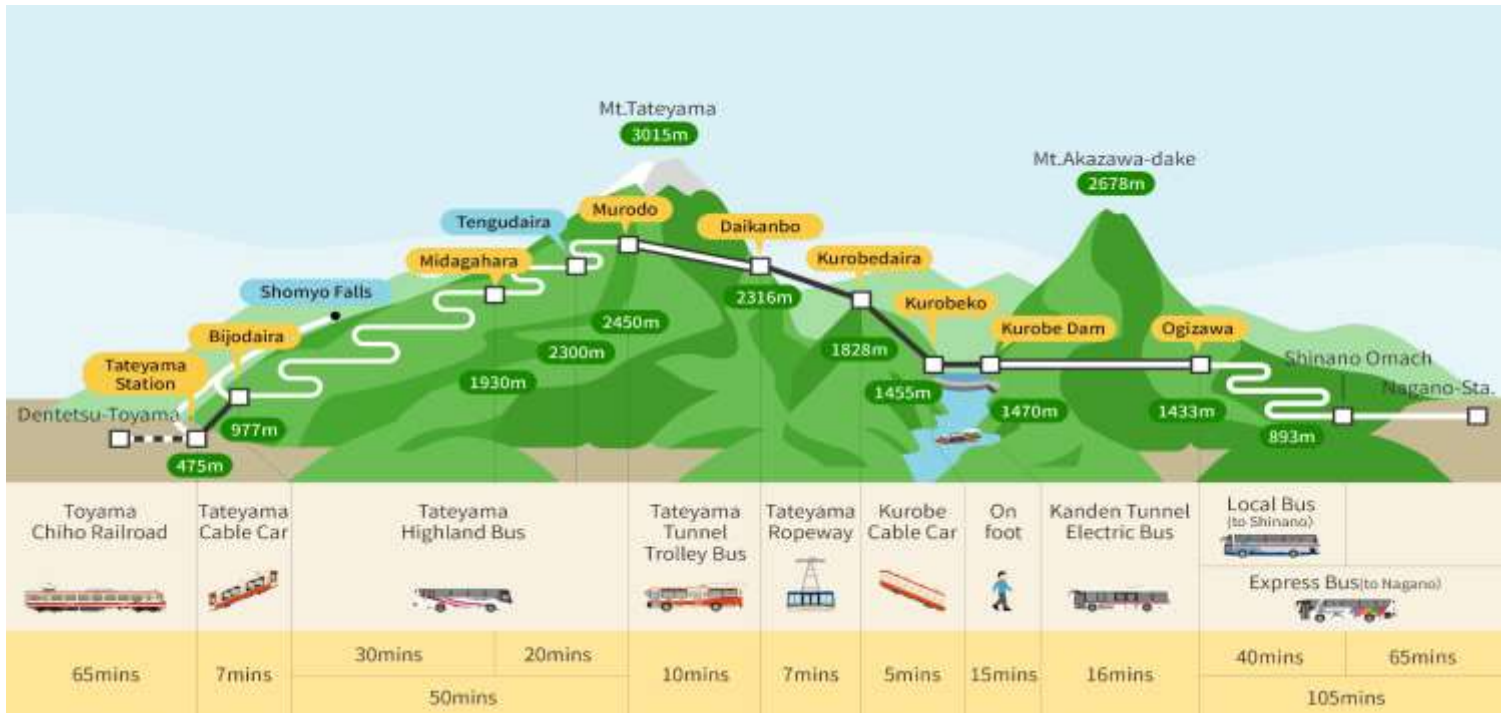 Mt.Tateyama
3015m
Mt.Akazawa-dake
2678m
Tengudaira
Murodo
Daikanbo
Midagahara
Kurobedaira
Shomyo Falls
Kurobeko
Bijodaira
Kurobe Dam
Ogizawa
Tateyama
Station
Shinano Omach
Nagano-Sta.
Dentetsu-Toyama
2316m
2450m
2300m
1828m
1930m
1455m
1470m
1433m
977m
893m
475m
Toyama
Chiho Railroad
Tateyama
Cable Car
Tateyama
Highland Bus
Tateyama
Tunnel
Trolley Bus
Tateyama
Ropeway
Kurobe
Cable Car
On
foot
Kanden Tunnel
Electric Bus
Local Bus
(to Shinano)
Express Bus(to Nagano)
65mins
7mins
30mins
20mins
50mins
10mins
7mins
5mins
15mins
16mins
40mins
65mins
105mins